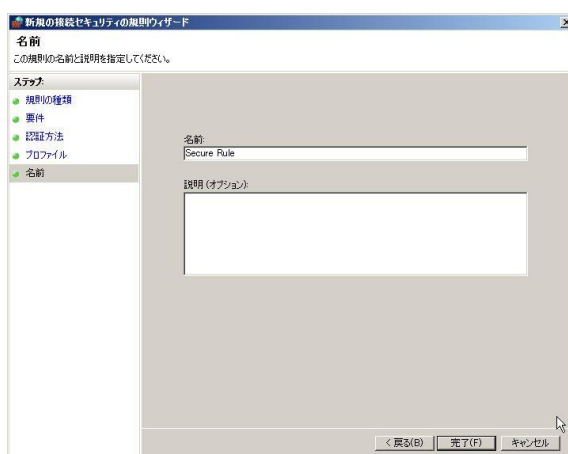 新規の接続セキュリティの規則ウィザード
名前
この規則の名前と説明を指定してください。
ステップ:
規則の種類
要件
認証方法
プロファイル
名前
名前:
Secure Rule
説明(オプション):
< 戻る(B)
完了(F)
キャンセル